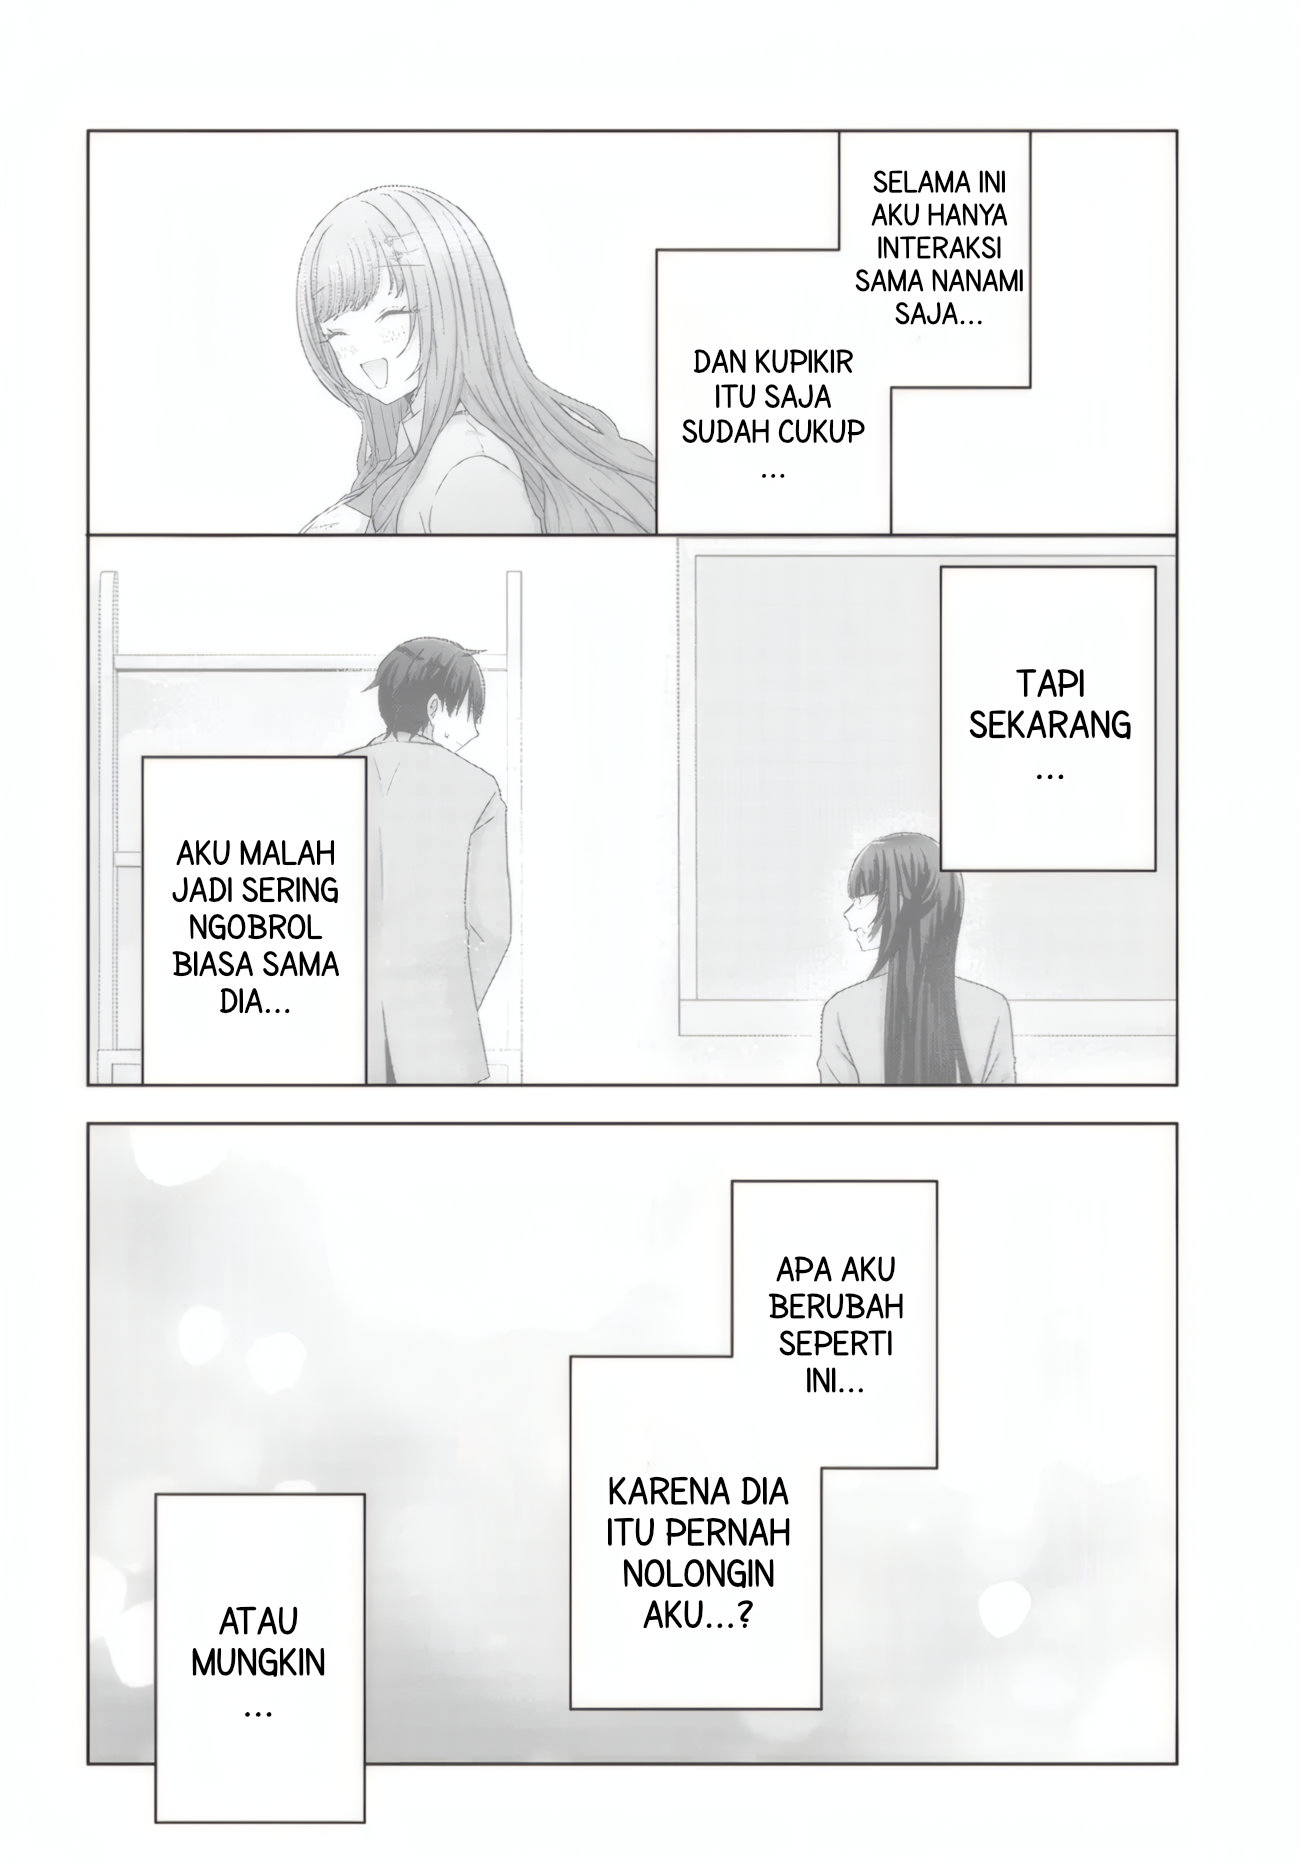 SELAMA INI
AKU HANYA
INTERAKSI
SAMA NANAMI
SAJA...
DAN KUPIKIR
ITU SAJA
SUDAH CUKUP
...
TAPI
SEKARANG
...
AKU MALAH
JADI SERING
NGOBROL
BIASA SAMA
DIA...
APA AKU
BERUBAH
SEPERTI
INI...
KARENA DIA
ITU PERNAH
NOLONGIN
AKU...?
ATAU
MUNGKIN
...